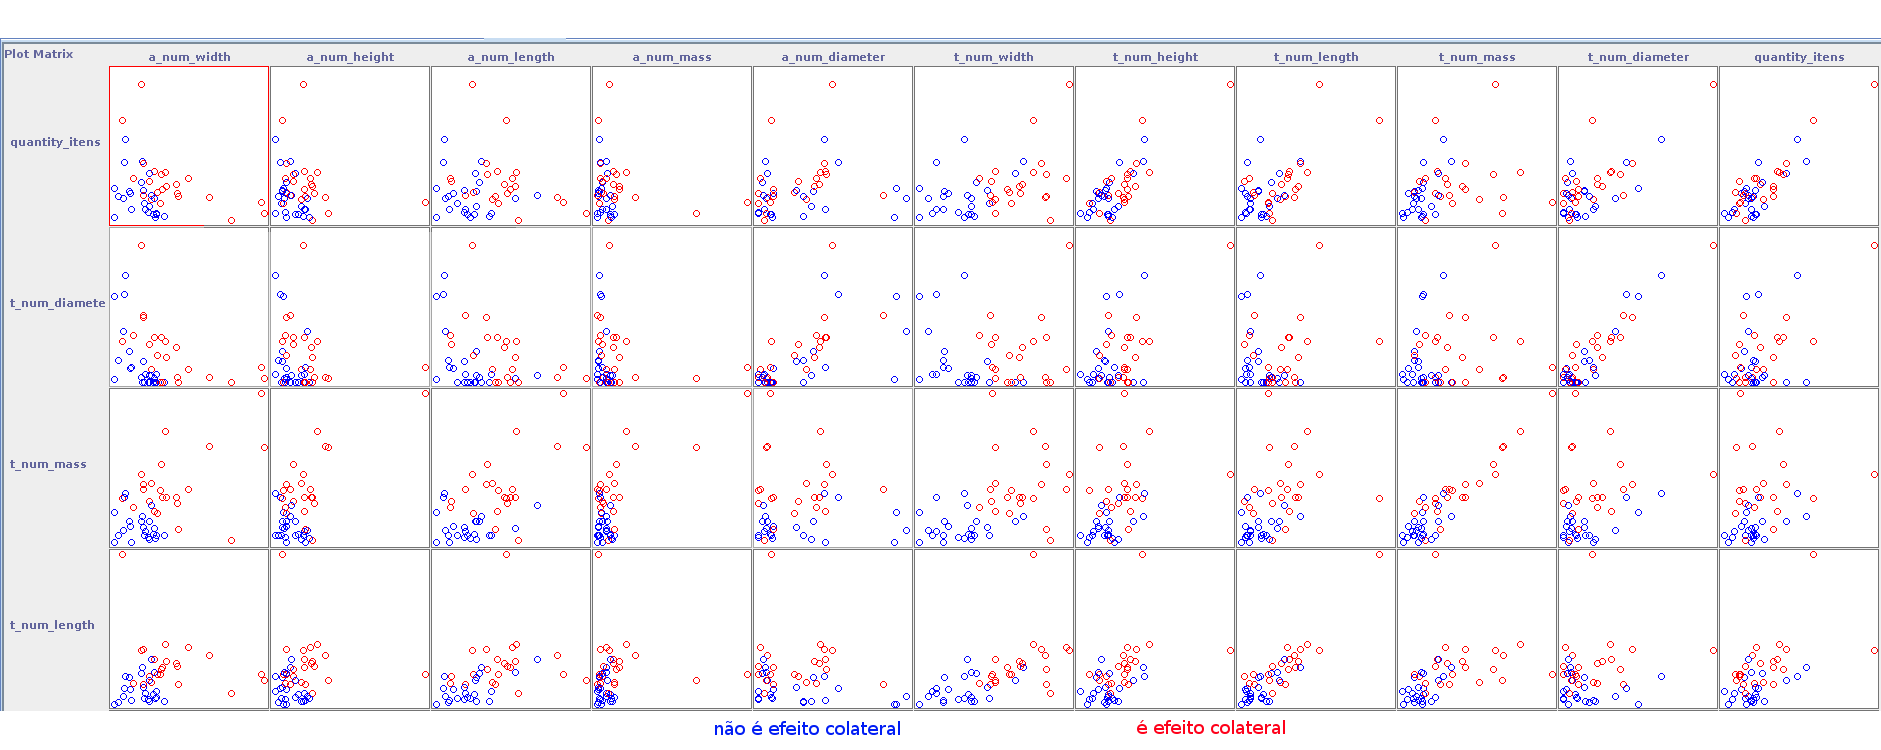 Plot Matrix
a_num_width a_num_height a_num_length a_num_mass a_num_diameter t_num_width t_num_height t_num_length t_num_mass t_num_diameter quantity_itens
quantity_itens
t_num_diamete
t_num_mass
t_num_length
não é efeito colateral é efeito colateral